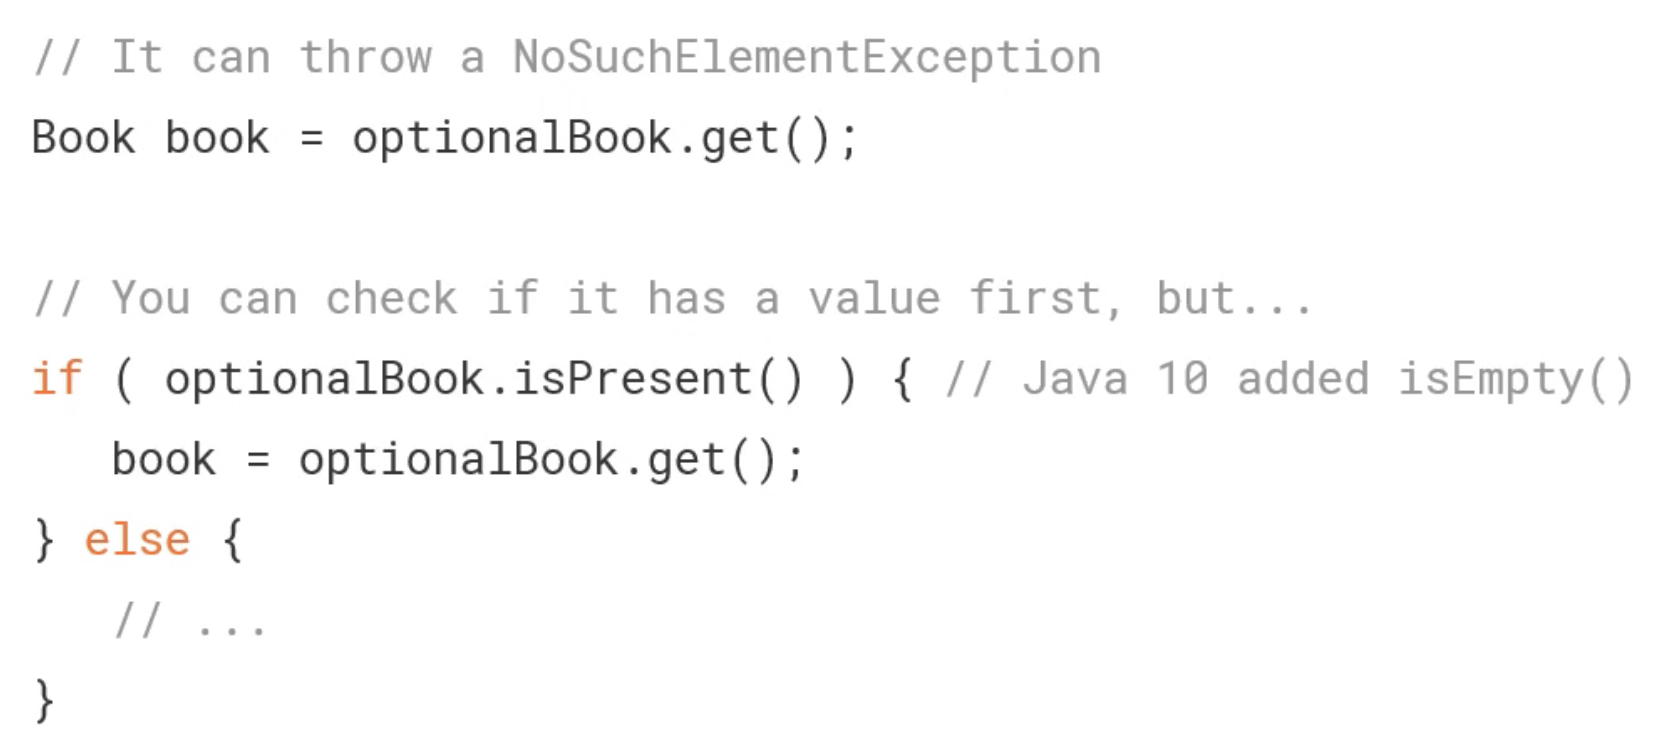 // It can throw a NoSuchElementException
Book book = optionalBook.get();
// You can check if it has a value first, but...
if ( optionalBook.isPresent() ) { // Java 10 added isEmpty()
   book = optionalBook.get();
} else {
   // ...
}